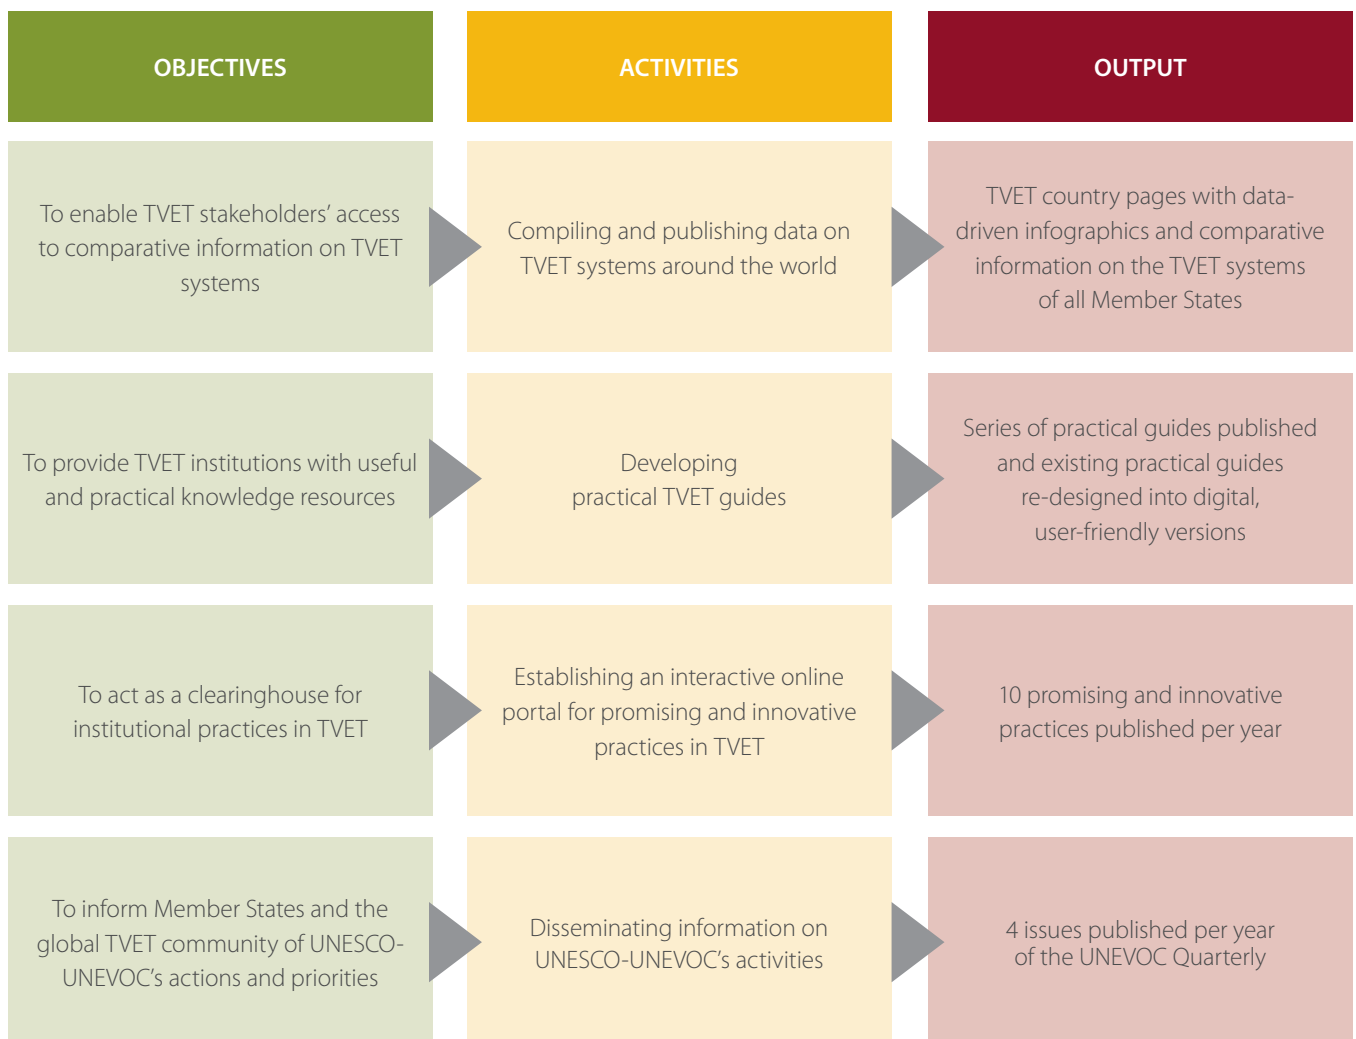 OBJECTIVES
ACTIVITIES
OUTPUT
To enable TVET stakeholders’ access
to comparative information on TVET
systems
Compiling and publishing data on
TVET systems around the world
TVET country pages with data-
driven infographics and comparative
information on the TVET systems
of all Member States
To provide TVET institutions with useful
and practical knowledge resources
Developing
practical TVET guides
Series of practical guides published
and existing practical guides
re-designed into digital,
user-friendly versions
To act as a clearinghouse for
institutional practices in TVET
Establishing an interactive online
portal for promising and innovative
practices in TVET
10 promising and innovative
practices published per year
To inform Member States and the
global TVET community of UNESCO-
UNEVOC’s actions and priorities
Disseminating information on
UNESCO-UNEVOC’s activities
4 issues published per year
of the UNEVOC Quarterly